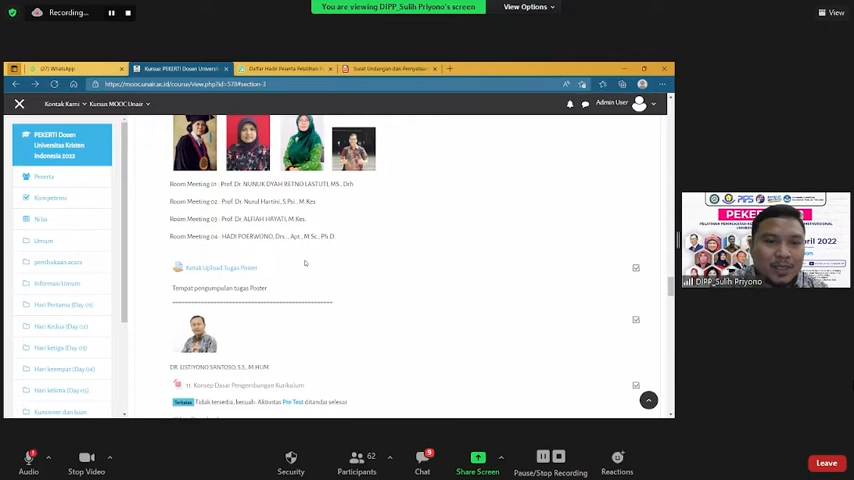 Recording...
You are viewing DIPP_Sulih Priyono's screen
View Options
View
(27) WhatsApp
Kursus: PEKERTI Dosen Universit
Daftar Hadir Peserta Pelatihan
Surat Undangan dan Pernyataan
https://mooc.unair.ac.id/course/view.php?id=578#section-3
Kontak Kami
Kursus MOOC Unair
Admin User
PEKERTI Dosen
Universitas Kristen
Indonesia 2022
Peserta
Kompetensi
Nilai
Umum
pembukaan acara
Informasi Umum
Hari Pertama (Day 01)
Hari Kedua (Day 02)
Hari ketiga (Day 03)
Hari keempat (Day 04)
Hari kelima (Day 05)
Room Meeting 01 : Prof. Dr. NUNUK DYAH RETNO LASTUTI, MS., Drh
Room Meeting 02 : Prof. Dr. Nurul Hartini, S.Psi., M.Kes
Room Meeting 03 : Prof. Dr. ALFIAH HAYATI, M.Kes.
Room Meeting 04 : HADI POERWONO, Drs., Apt., M.Sc., Ph.D.
Kotak Upload Tugas Poster
Tempat pengumpulan tugas Poster
DR. LISTIYONO SANTOSO, S.S., M.HUM.
11. Konsep Dasar Pengembangan Kurikulum
Terbatas Tidak tersedia, kecuali: Aktivitas Pre Test ditandai selesai
April 2022
DIPP_Sulih Priyono
Audio
Stop Video
Security
62
Participants
9
Chat
Share Screen
Pause/Stop Recording
Reactions
Leave